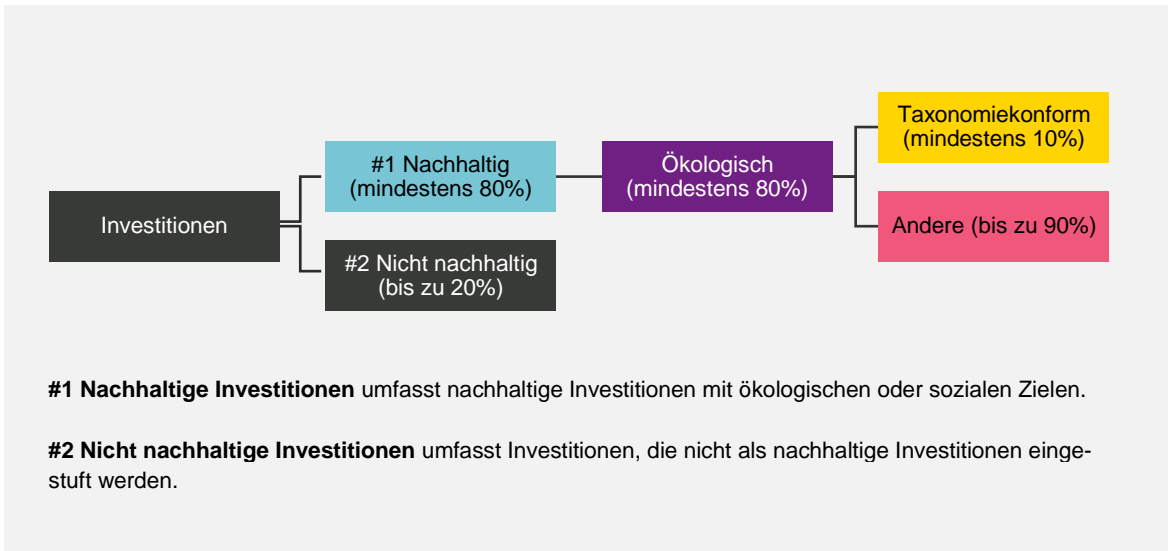 Taxonomiekonform
(mindestens 10%)
#1 Nachhaltig
(mindestens 80%)
Ökologisch
(mindestens 80%)
Investitionen
Andere (bis zu 90%)
#2 Nicht nachhaltig
(bis zu 20%)
#1 Nachhaltige Investitionen umfasst nachhaltige Investitionen mit ökologischen oder sozialen Zielen.
#2 Nicht nachhaltige Investitionen umfasst Investitionen, die nicht als nachhaltige Investitionen einge-
stuft werden.